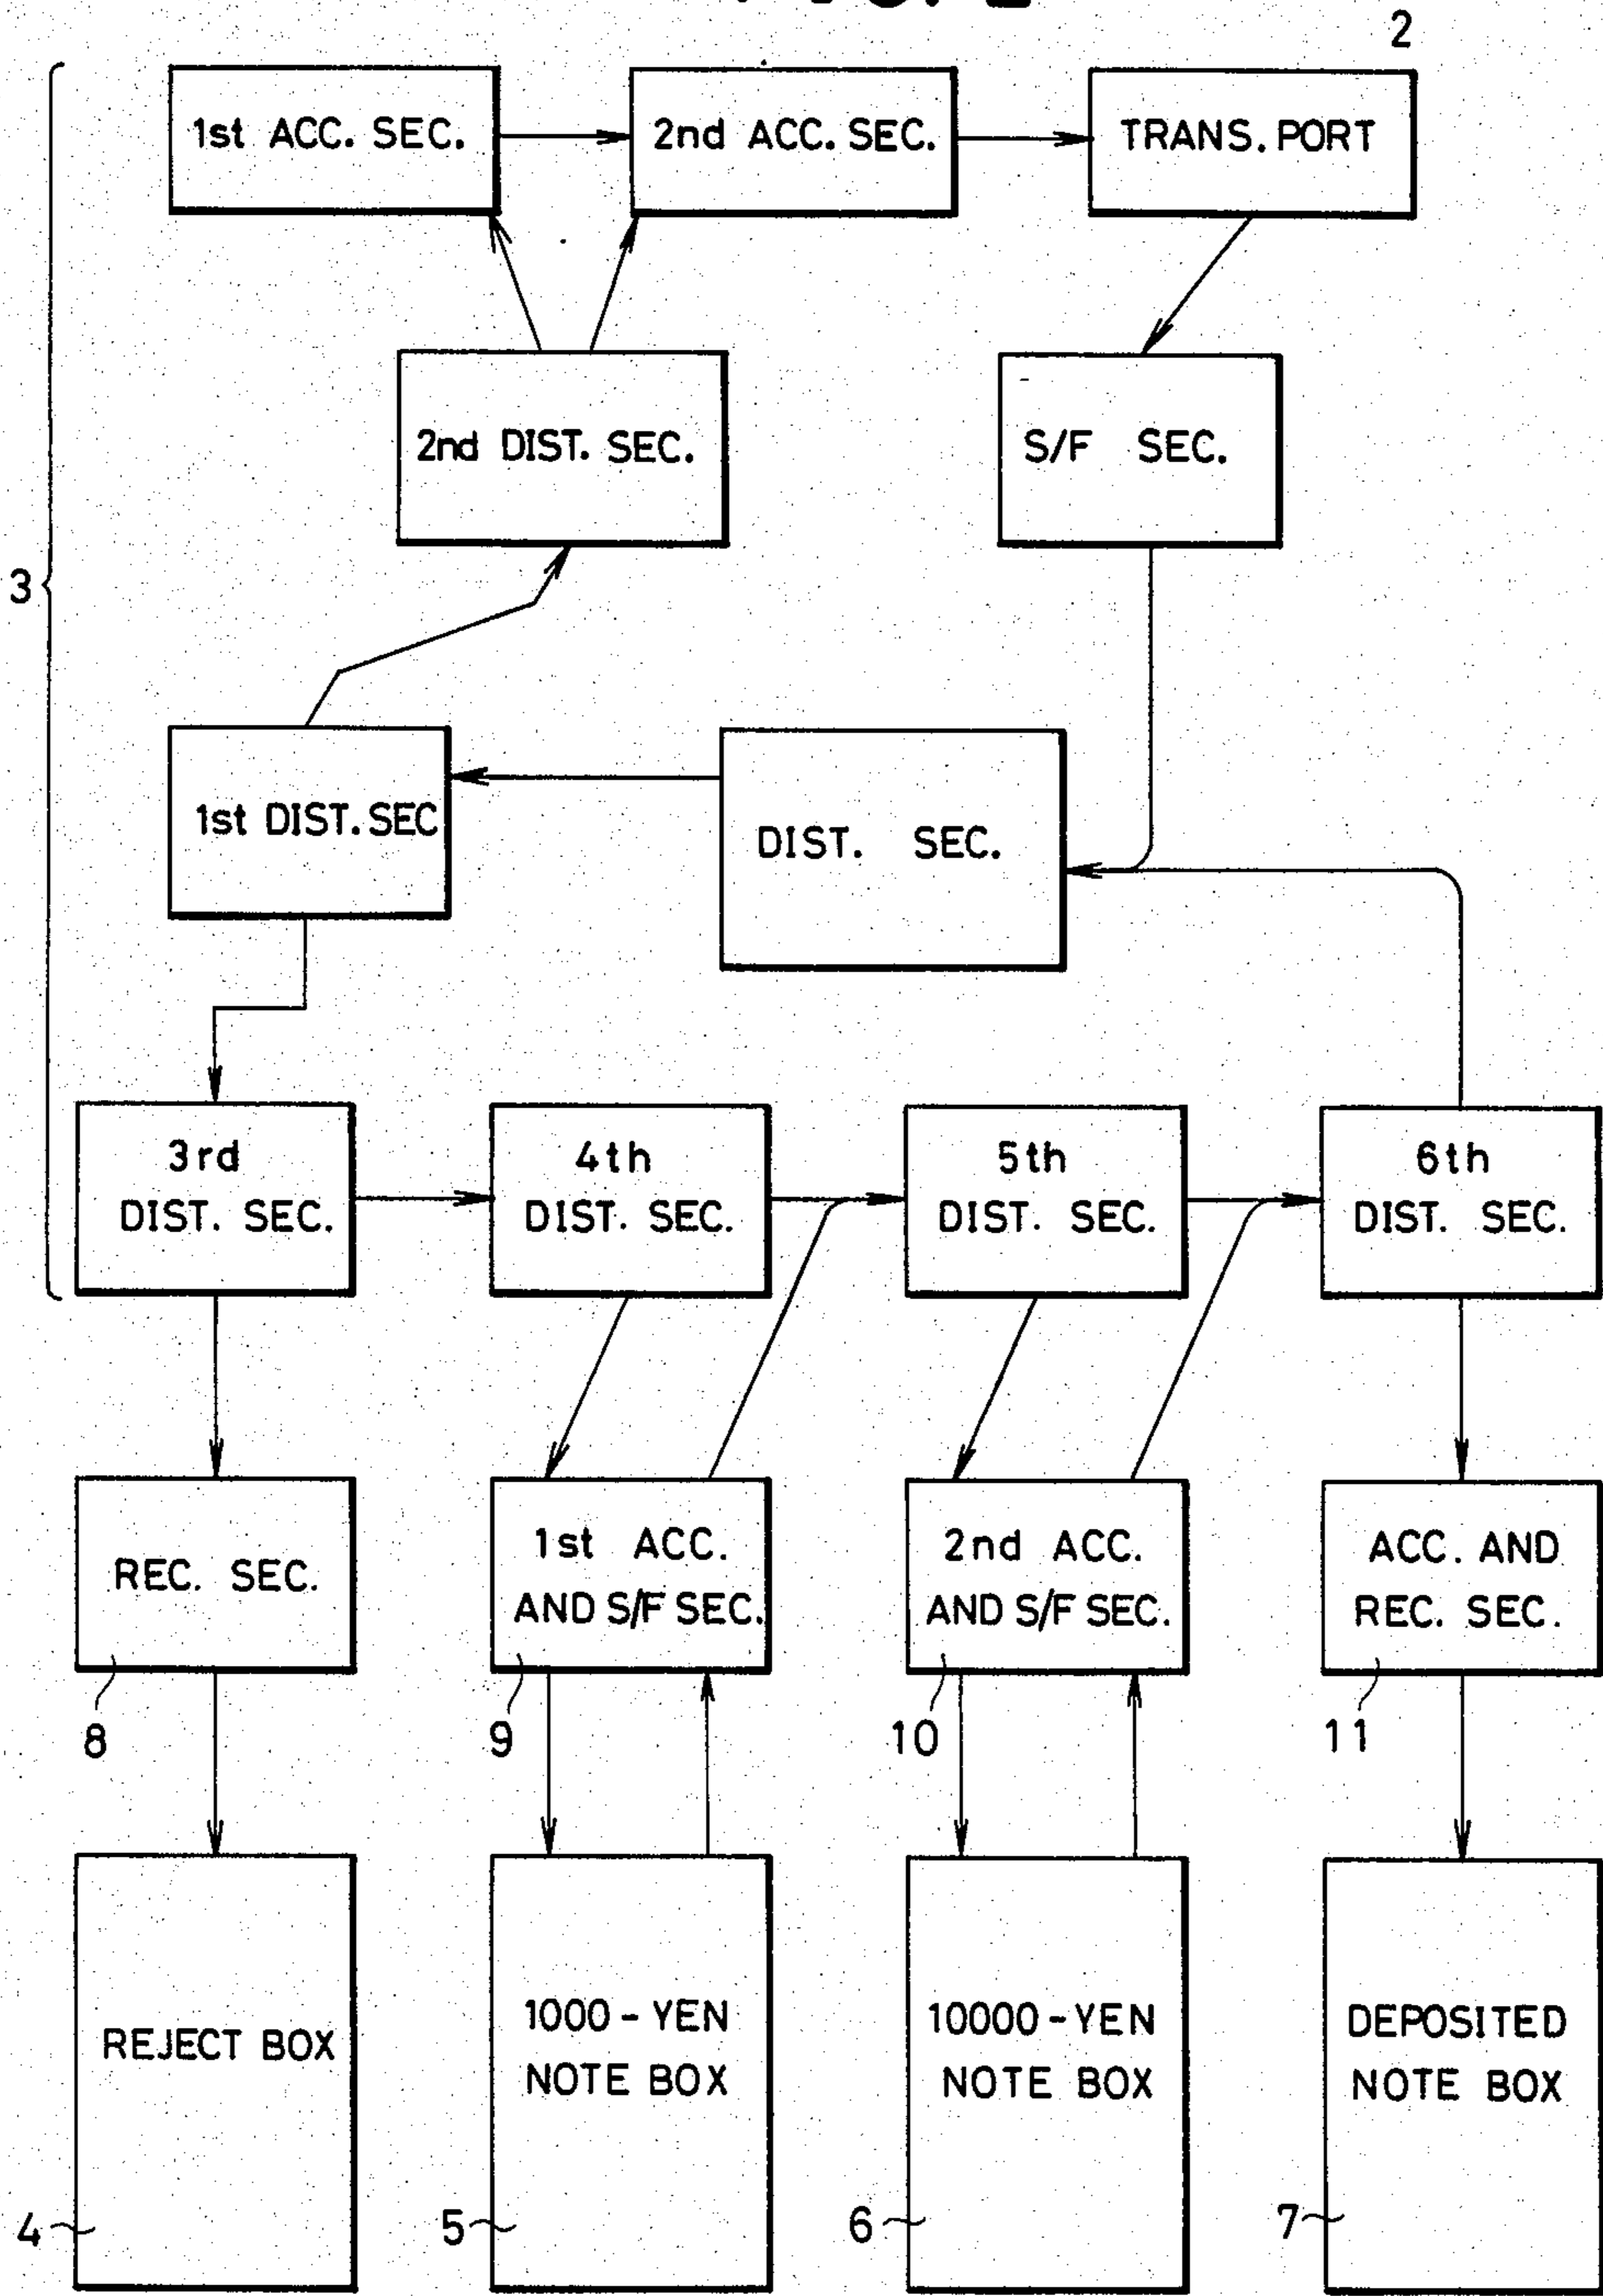 2
1st ACC. SEC.
2nd ACC. SEC.
TRANS. PORT
2nd DIST. SEC.
S/F SEC.
3
1st DIST. SEC
DIST. SEC.
3rd
DIST. SEC.
4th
DIST. SEC.
5th
DIST. SEC.
6th
DIST. SEC.
REC. SEC.
1st ACC.
AND S/F SEC.
2nd ACC.
AND S/F SEC.
ACC. AND
REC. SEC.
8
9
10
11
REJECT BOX
1000-YEN
NOTE BOX
10000-YEN
NOTE BOX
DEPOSITED
NOTE BOX
4
5
6
7